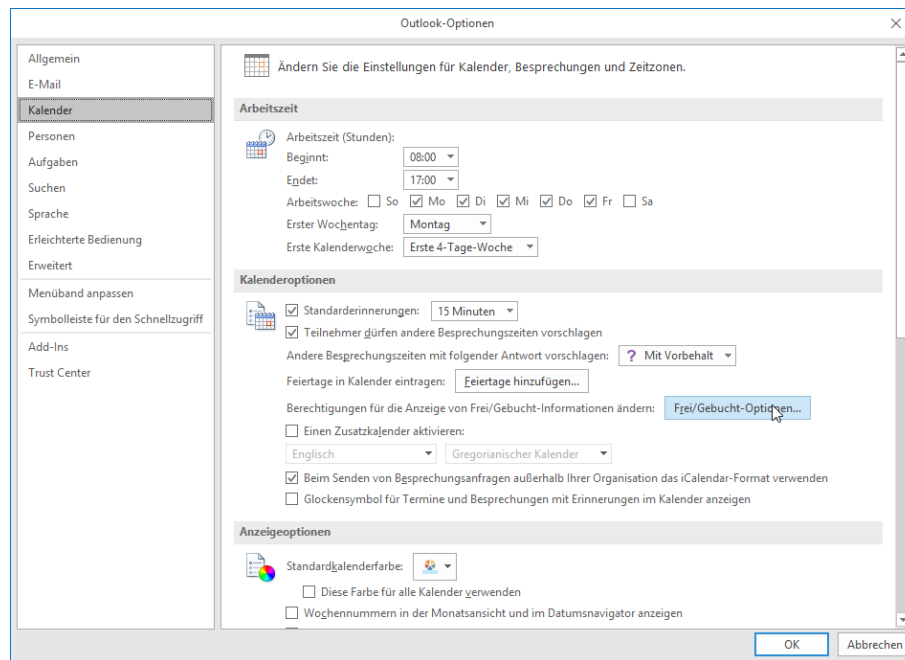 Outlook-Optionen
Allgemein
E-Mail
Kalender
Personen
Aufgaben
Suchen
Sprache
Erleichterte Bedienung
Erweitert
Menüband anpassen
Symbolleiste für den Schnellzugriff
Add-Ins
Trust Center
Ändern Sie die Einstellungen für Kalender, Besprechungen und Zeitzonen.
Arbeitszeit
Arbeitszeit (Stunden):
Beginnt: 08:00
Endet: 17:00
Arbeitswoche: So Mo Di Mi Do Fr Sa
Erster Wochentag: Montag
Erste Kalenderwoche: Erste 4-Tage-Woche
Kalenderoptionen
Standarderinnerungen: 15 Minuten
Teilnehmer dürfen andere Besprechungszeiten vorschlagen
Andere Besprechungszeiten mit folgender Antwort vorschlagen: ? Mit Vorbehalt
Feiertage in Kalender eintragen: Feiertage hinzufügen...
Berechtigungen für die Anzeige von Frei/Gebucht-Informationen ändern: Frei/Gebucht-Optionen...
Einen Zusatzkalender aktivieren:
Englisch Gregorianischer Kalender
Beim Senden von Besprechungsanfragen außerhalb Ihrer Organisation das iCalendar-Format verwenden
Glockensymbol für Termine und Besprechungen mit Erinnerungen im Kalender anzeigen
Anzeigeoptionen
Standardkalenderfarbe:
Diese Farbe für alle Kalender verwenden
Wochennummern in der Monatsansicht und im Datumsnavigator anzeigen
OK Abbrechen